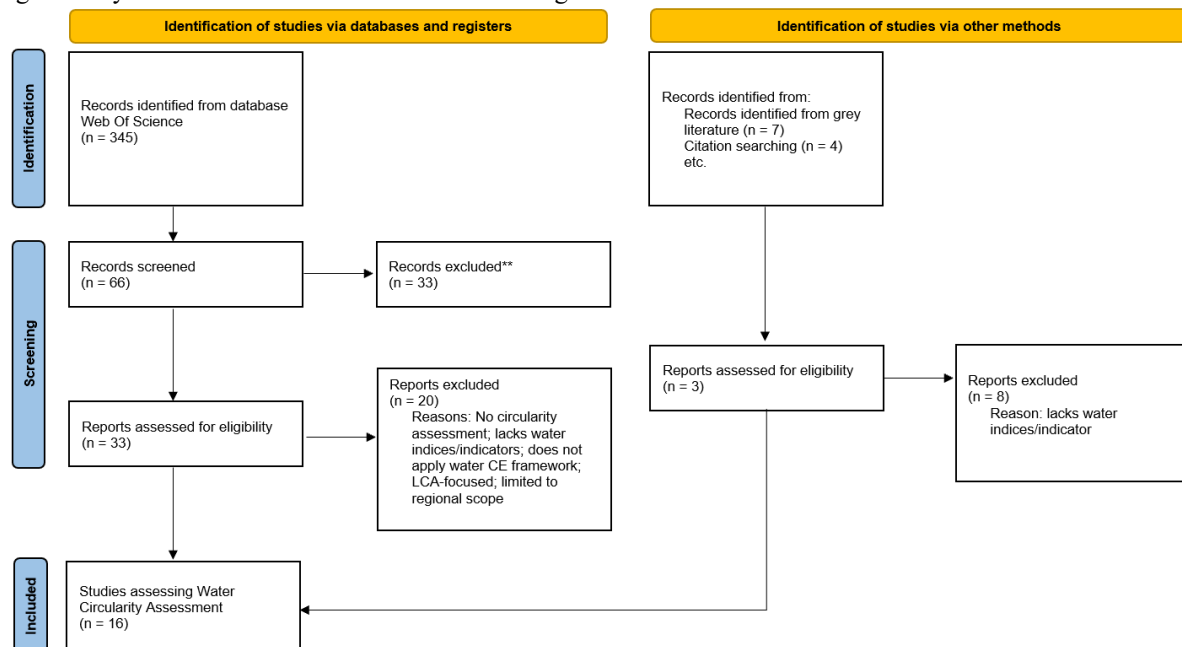 Identification of studies via databases and registers
Identification of studies via other methods
Identification
Records identified from database
Web Of Science
(n = 345)
Records identified from:
Records identified from grey
literature (n = 7)
Citation searching (n = 4)
etc.
Screening
Records screened
(n = 66)
Records excluded**
(n = 33)
Reports assessed for eligibility
(n = 33)
Reports excluded
(n = 20)
Reasons: No circularity
assessment; lacks water
indices/indicators; does not
apply water CE framework;
LCA-focused; limited to
regional scope
Reports assessed for eligibility
(n = 3)
Reports excluded
(n = 8)
Reason: lacks water
indices/indicator
Included
Studies assessing Water
Circularity Assessment
(n = 16)